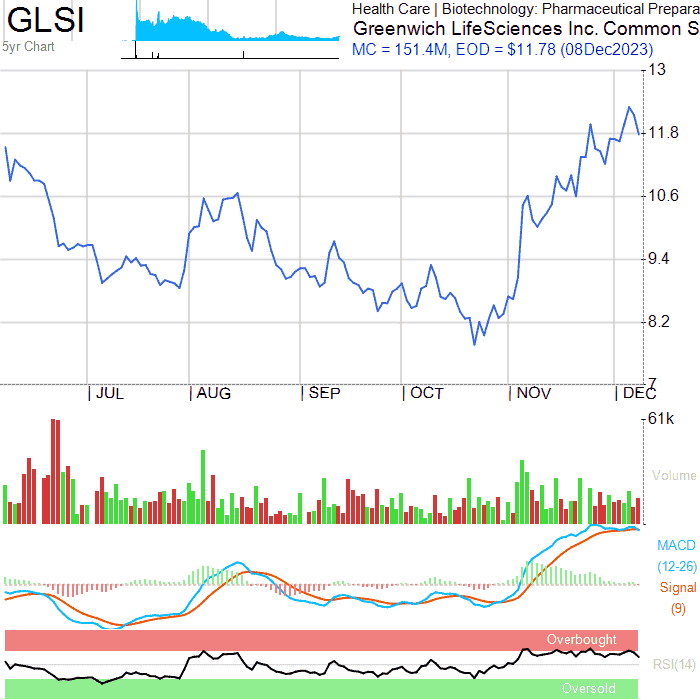 GLSI
5yr Chart
Health Care | Biotechnology: Pharmaceutical Prepara
Greenwich LifeSciences Inc. Common S
MC = 151.4M, EOD = $11.78 (08Dec2023)
13
11.8
10.6
9.4
8.2
7
JUL AUG SEP OCT NOV DEC
61k
Volume
MACD
(12-26)
Signal
(9)
Overbought
RSI(14)
Oversold